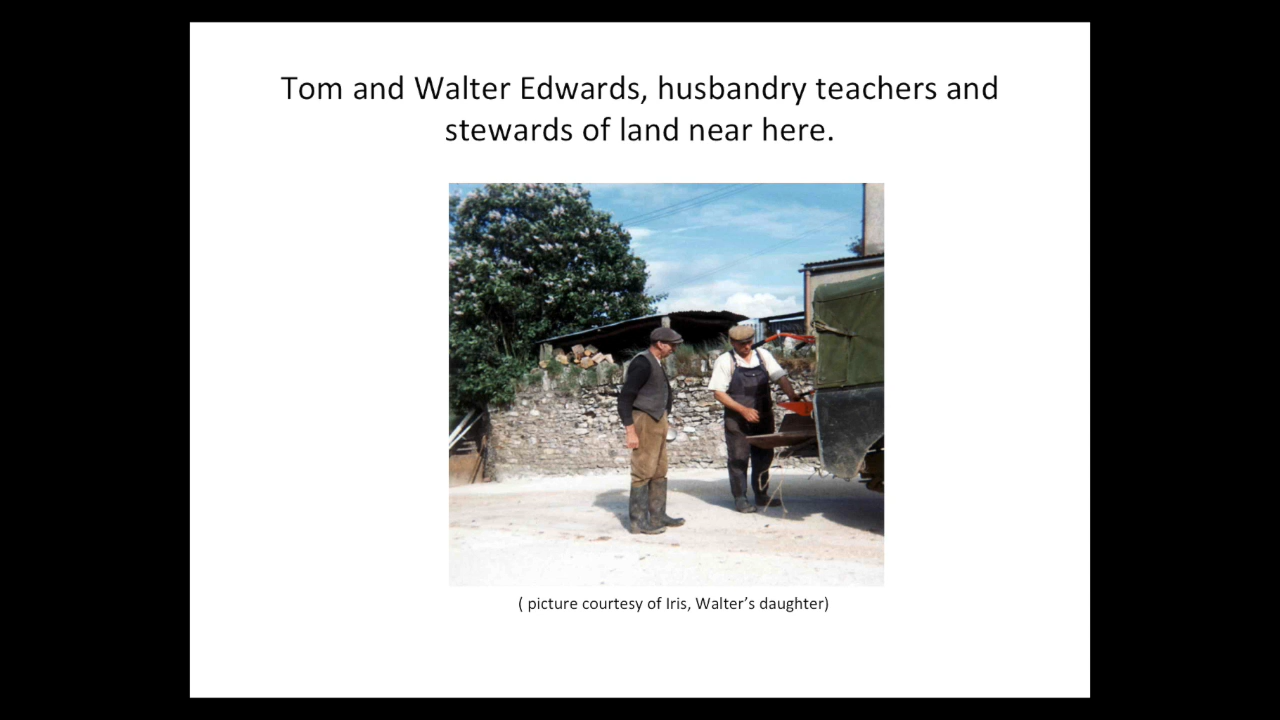 Tom and Walter Edwards, husbandry teachers and
stewards of land near here.
( picture courtesy of Iris, Walter’s daughter)